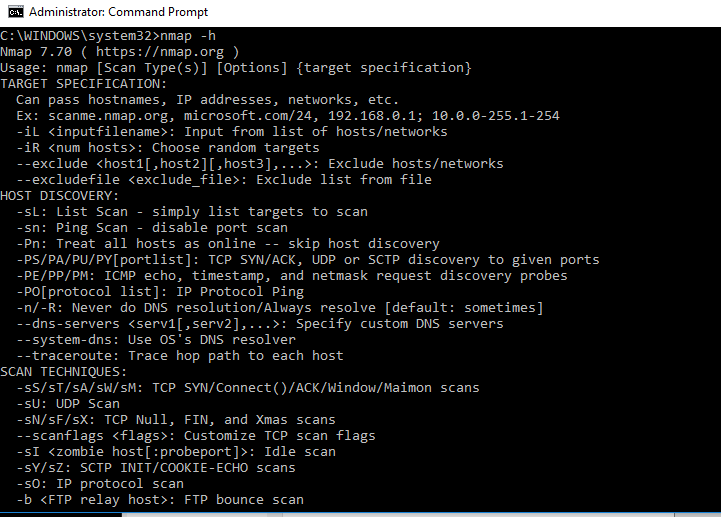 Administrator: Command Prompt
C:\WINDOWS\system32>nmap -h
Nmap 7.70 ( https://nmap.org )
Usage: nmap [Scan Type(s)] [Options] {target specification}
TARGET SPECIFICATION:
  Can pass hostnames, IP addresses, networks, etc.
  Ex: scanme.nmap.org, microsoft.com/24, 192.168.0.1; 10.0.0-255.1-254
  -iL <inputfilename>: Input from list of hosts/networks
  -iR <num hosts>: Choose random targets
  --exclude <host1[,host2][,host3],...>: Exclude hosts/networks
  --excludefile <exclude_file>: Exclude list from file
HOST DISCOVERY:
  -sL: List Scan - simply list targets to scan
  -sn: Ping Scan - disable port scan
  -Pn: Treat all hosts as online -- skip host discovery
  -PS/PA/PU/PY[portlist]: TCP SYN/ACK, UDP or SCTP discovery to given ports
  -PE/PP/PM: ICMP echo, timestamp, and netmask request discovery probes
  -PO[protocol list]: IP Protocol Ping
  -n/-R: Never do DNS resolution/Always resolve [default: sometimes]
  --dns-servers <serv1[,serv2],...>: Specify custom DNS servers
  --system-dns: Use OS's DNS resolver
  --traceroute: Trace hop path to each host
SCAN TECHNIQUES:
  -sS/sT/sA/sW/sM: TCP SYN/Connect()/ACK/Window/Maimon scans
  -sU: UDP Scan
  -sN/sF/sX: TCP Null, FIN, and Xmas scans
  --scanflags <flags>: Customize TCP scan flags
  -sI <zombie host[:probeport]>: Idle scan
  -sY/sZ: SCTP INIT/COOKIE-ECHO scans
  -sO: IP protocol scan
  -b <FTP relay host>: FTP bounce scan